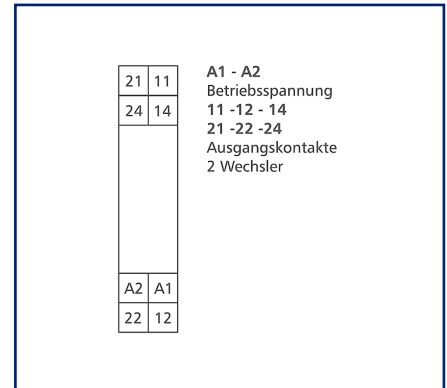 21 11
24 14
A2 A1
22 12
A1 - A2
Betriebsspannung
11 -12 - 14
21 -22 -24
Ausgangskontakte
2 Wechsler